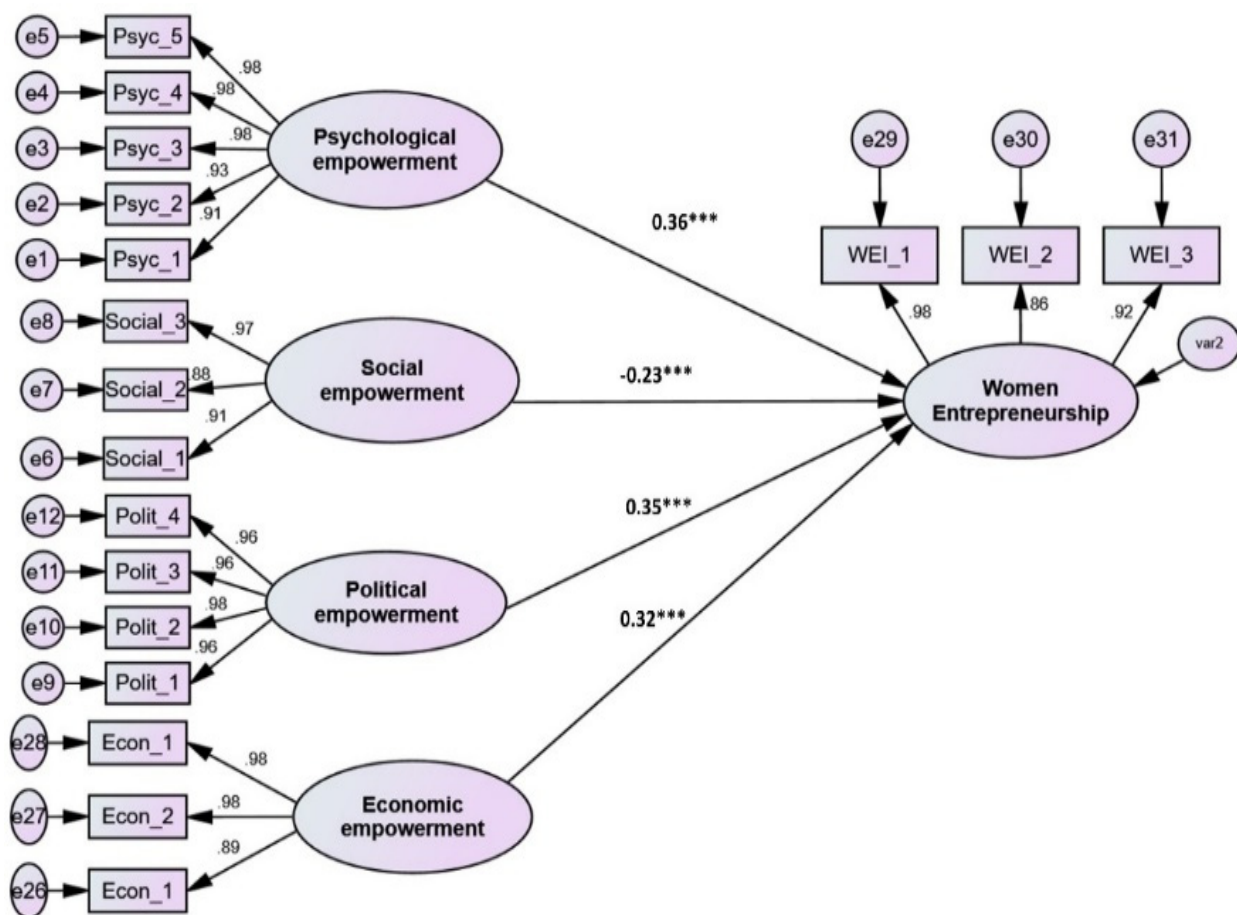 e5
Psyc_5
.98
e4
Psyc_4
.98
e3
Psyc_3
.98
e2
Psyc_2
.93
e1
Psyc_1
.91
Psychological
empowerment
e8
Social_3
.97
e7
Social_2
.88
e6
Social_1
.91
Social
empowerment
e12
Polit_4
.96
e11
Polit_3
.96
e10
Polit_2
.98
e9
Polit_1
.96
Political
empowerment
e28
Econ_1
.98
e27
Econ_2
.98
e26
Econ_1
.89
Economic
empowerment
0.36***
-0.23***
0.35***
0.32***
e29
e30
e31
WEI_1
WEI_2
WEI_3
.98
.86
.92
var2
Women
Entrepreneurship